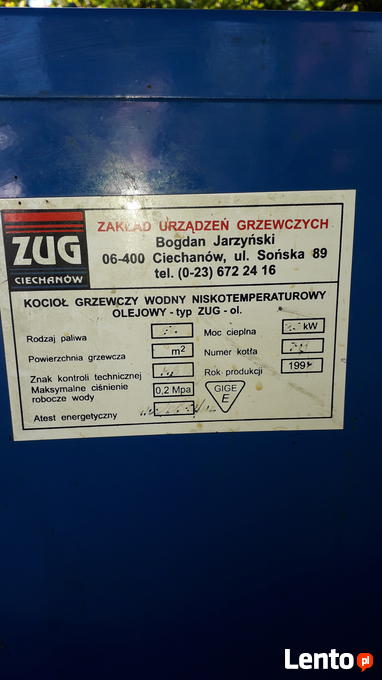 ZUG
CIECHANÓW
ZAKŁAD URZĄDZEŃ GRZEWCZYCH
Bogdan Jarzyński
06-400 Ciechanów, ul. Sońska 89
tel. (0-23) 672 24 16
KOCIOŁ GRZEWCZY WODNY NISKOTEMPERATUROWY
OLEJOWY - typ ZUG - ol.
Rodzaj paliwa
Moc cieplna kW
Powierzchnia grzewcza m2
Numer kotła
Znak kontroli technicznej
Rok produkcji
Maksymalne ciśnienie
robocze wody 0,2 Mpa
GIGE
E
Atest energetyczny
Lento.pl